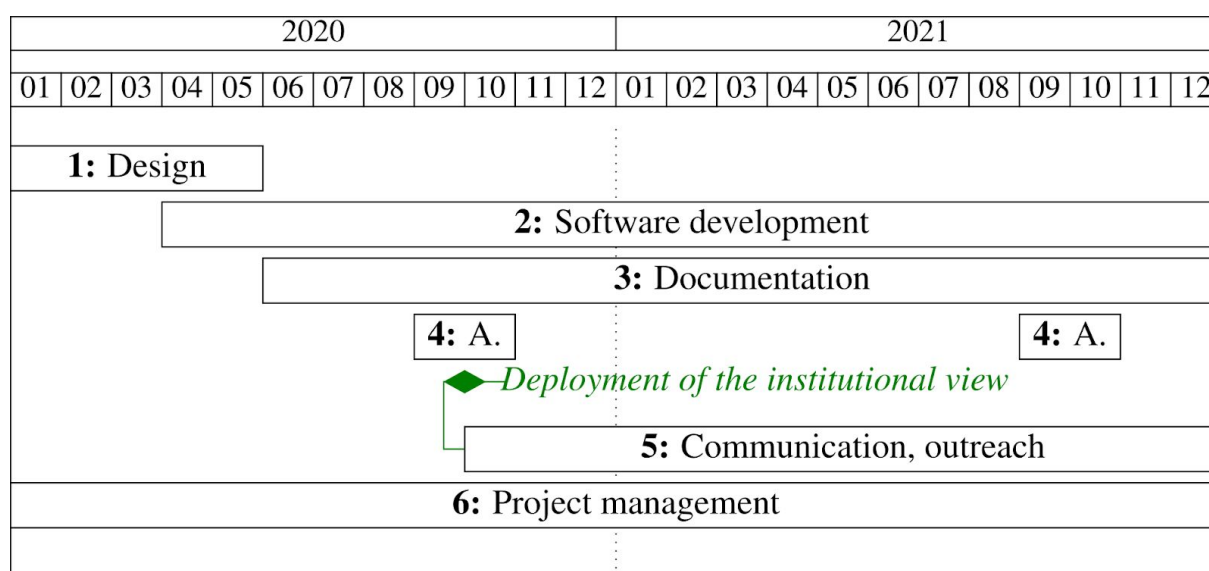 2020 2021
01 02 03 04 05 06 07 08 09 10 11 12 01 02 03 04 05 06 07 08 09 10 11 12
1: Design
2: Software development
3: Documentation
4: A. 4: A.
Deployment of the institutional view
5: Communication, outreach
6: Project management